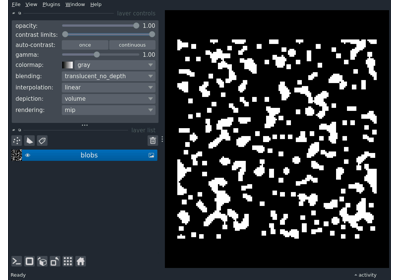 File View Plugins Window Help
layer controls
opacity: 1.00
contrast limits:
auto-contrast: once continuous
gamma: 1.00
colormap: gray
blending: translucent_no_depth
interpolation: linear
depiction: volume
rendering: mip
layer list
blobs
Ready activity